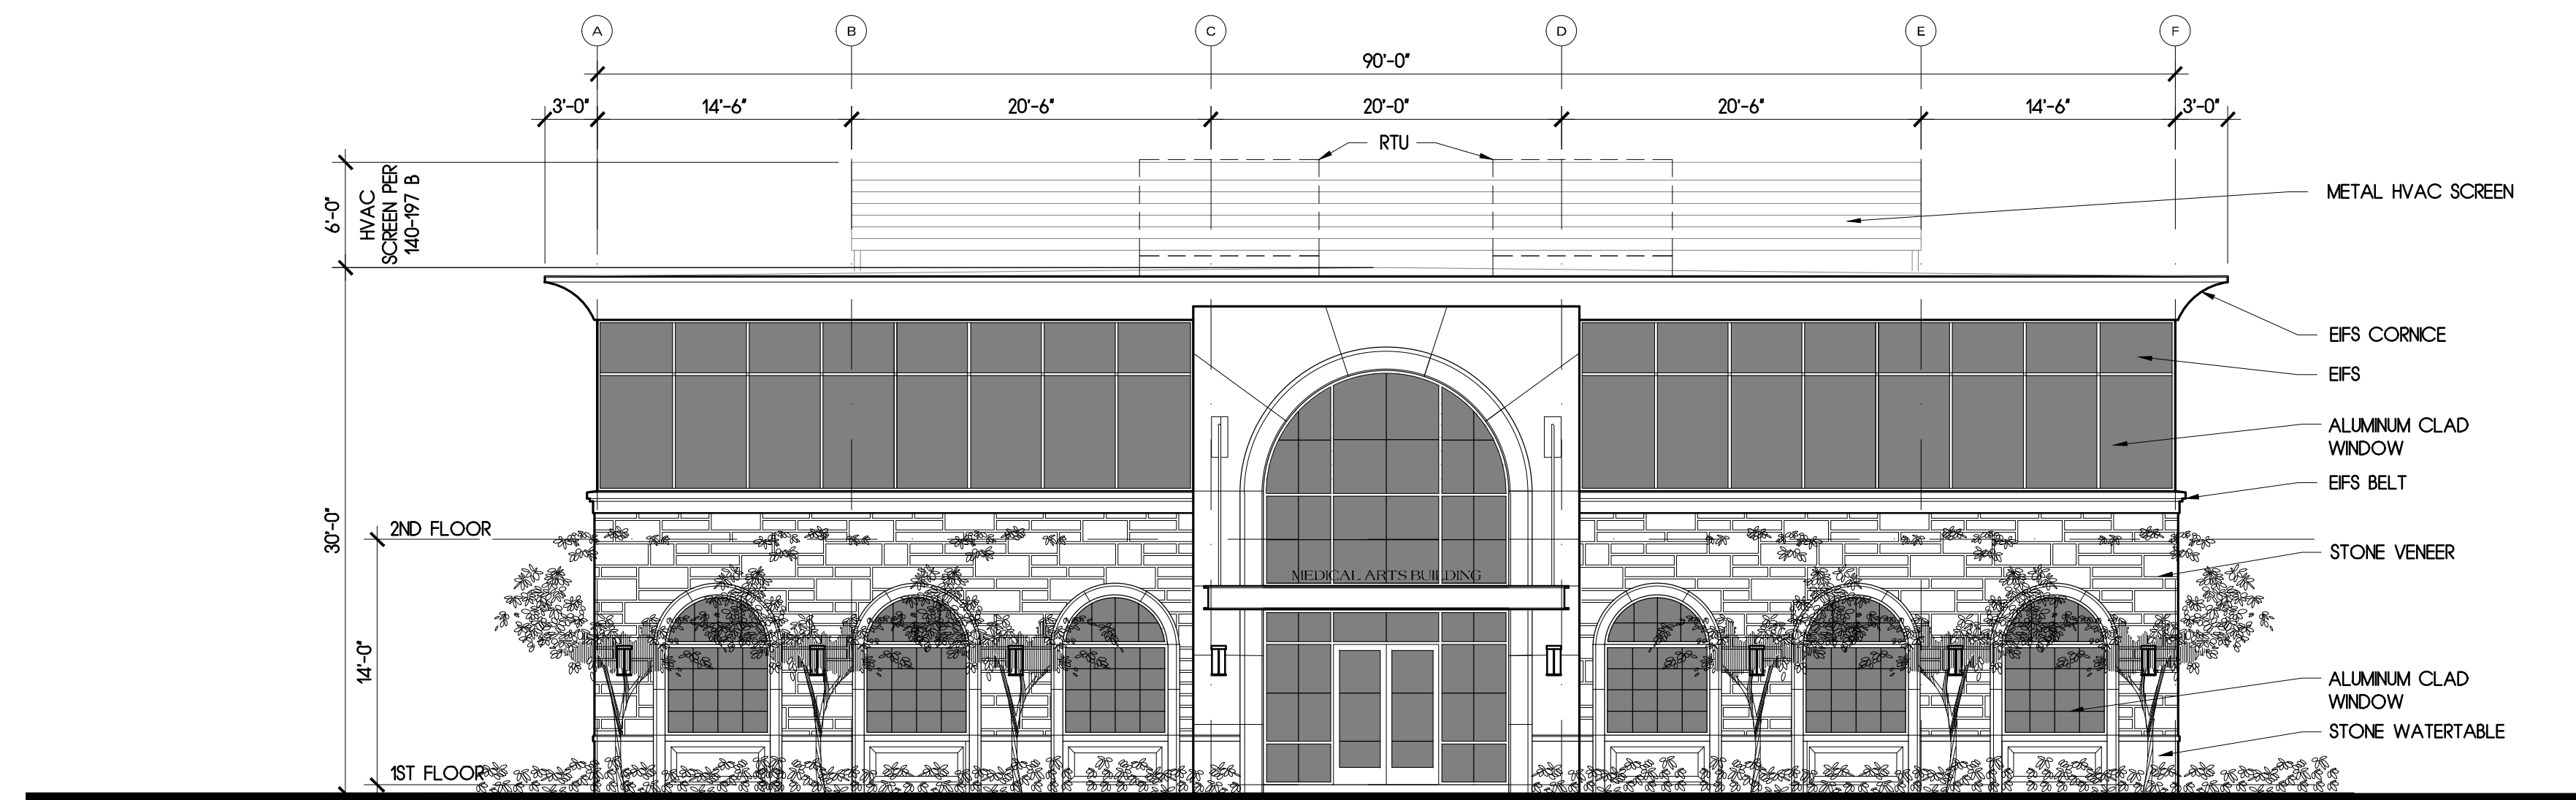 A B C D E F
90'-0"
3'-0" 14'-6" 20'-6" 20'-0" 20'-6" 14'-6" 3'-0"
RTU
6'-0"
HVAC
SCREEN PER
140-197 B
METAL HVAC SCREEN
EIFS CORNICE
EIFS
ALUMINUM CLAD
WINDOW
EIFS BELT
30'-0"
2ND FLOOR
STONE VENEER
MEDICAL ARTS BUILDING
14'-0"
ALUMINUM CLAD
WINDOW
STONE WATERTABLE
1ST FLOOR